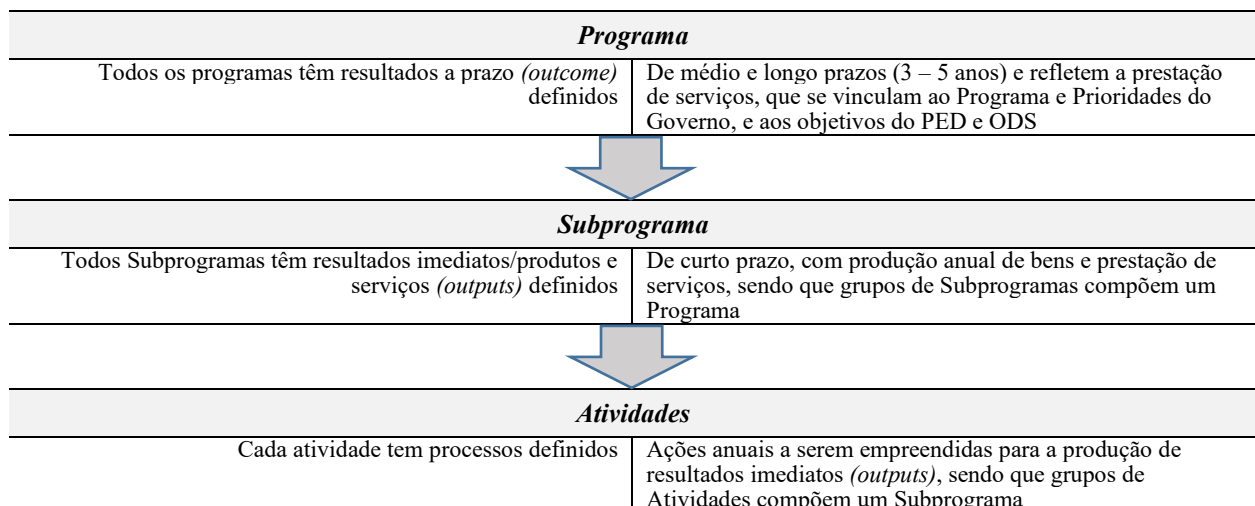 Programa
Todos os programas têm resultados a prazo (outcome)
definidos
De médio e longo prazos (3 – 5 anos) e refletem a prestação
de serviços, que se vinculam ao Programa e Prioridades do
Governo, e aos objetivos do PED e ODS
Subprograma
Todos Subprogramas têm resultados imediatos/produtos e
serviços (outputs) definidos
De curto prazo, com produção anual de bens e prestação de
serviços, sendo que grupos de Subprogramas compõem um
Programa
Atividades
Cada atividade tem processos definidos
Ações anuais a serem empreendidas para a produção de
resultados imediatos (outputs), sendo que grupos de
Atividades compõem um Subprograma